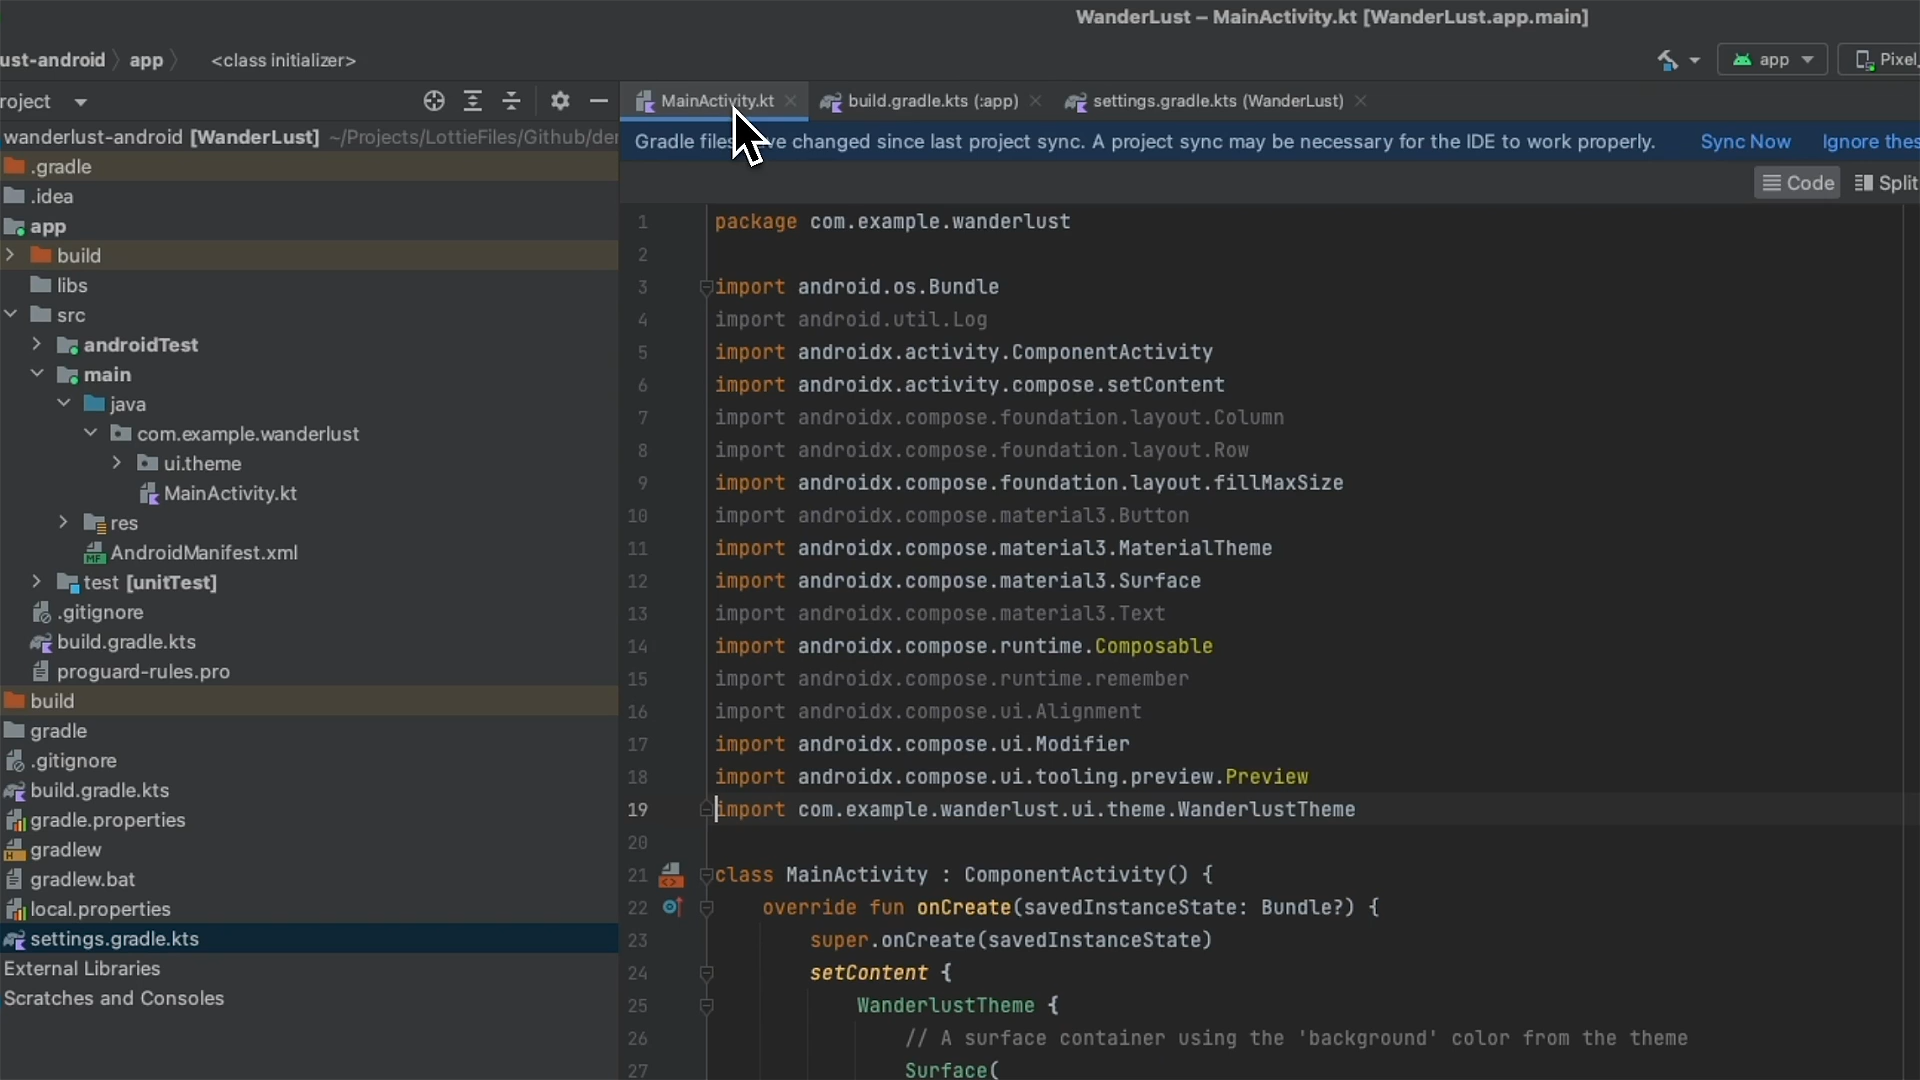 WanderLust – MainActivity.kt [WanderLust.app.main]
ust-android
app
<class initializer>
app
Pixel_
roject
MainActivity.kt
build.gradle.kts (:app)
settings.gradle.kts (WanderLust)
wanderlust-android [WanderLust] ~/Projects/LottieFiles/Github/der
Gradle files ve changed since last project sync. A project sync may be necessary for the IDE to work properly.
Sync Now
Ignore thes
Code
Split
.gradle
.idea
app
build
libs
src
androidTest
main
java
com.example.wanderlust
ui.theme
MainActivity.kt
res
AndroidManifest.xml
test [unitTest]
.gitignore
build.gradle.kts
proguard-rules.pro
build
gradle
.gitignore
build.gradle.kts
gradle.properties
gradlew
gradlew.bat
local.properties
settings.gradle.kts
External Libraries
Scratches and Consoles
1 package com.example.wanderlust
2
3 import android.os.Bundle
4 import android.util.Log
5 import androidx.activity.ComponentActivity
6 import androidx.activity.compose.setContent
7 import androidx.compose.foundation.layout.Column
8 import androidx.compose.foundation.layout.Row
9 import androidx.compose.foundation.layout.fillMaxSize
10 import androidx.compose.material3.Button
11 import androidx.compose.material3.MaterialTheme
12 import androidx.compose.material3.Surface
13 import androidx.compose.material3.Text
14 import androidx.compose.runtime.Composable
15 import androidx.compose.runtime.remember
16 import androidx.compose.ui.Alignment
17 import androidx.compose.ui.Modifier
18 import androidx.compose.ui.tooling.preview.Preview
19 import com.example.wanderlust.ui.theme.WanderlustTheme
20
21 class MainActivity : ComponentActivity() {
22 override fun onCreate(savedInstanceState: Bundle?) {
23 super.onCreate(savedInstanceState)
24 setContent {
25 WanderlustTheme {
26 // A surface container using the 'background' color from the theme
27 Surface(